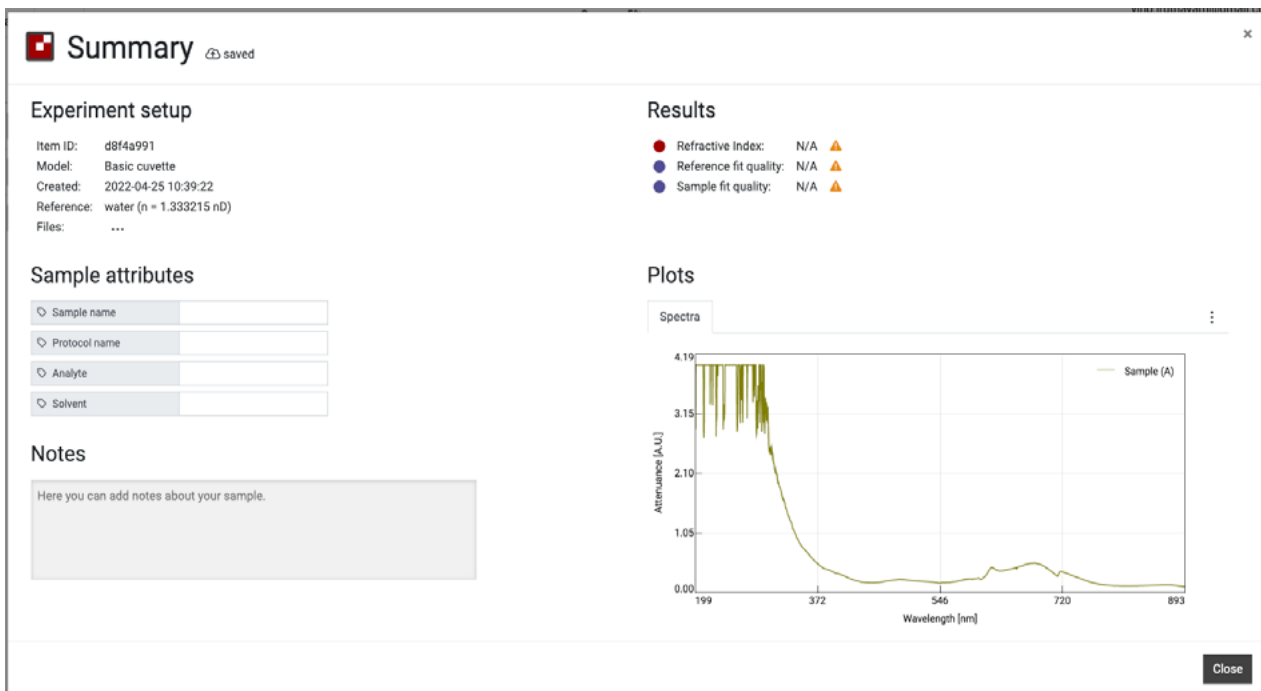 Summary saved
×
Experiment setup
Item ID: d8f4a991
Model: Basic cuvette
Created: 2022-04-25 10:39:22
Reference: water (n = 1.333215 nD)
Files: ...
Results
Refractive Index: N/A
Reference fit quality: N/A
Sample fit quality: N/A
Sample attributes
Sample name
Protocol name
Analyte
Solvent
Notes
Here you can add notes about your sample.
Plots
Spectra
Sample (A)
4.19
3.15
2.10
1.05
0.00
Attenuance [A.U.]
199 372 546 720 893
Wavelength [nm]
Close